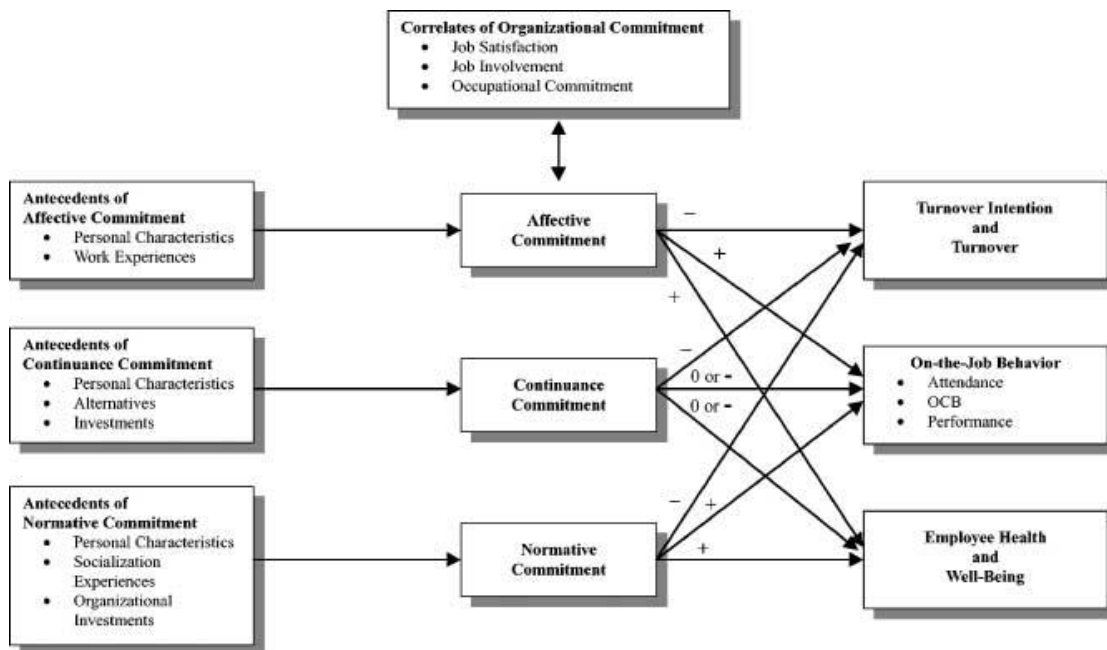 Correlates of Organizational Commitment
• Job Satisfaction
• Job Involvement
• Occupational Commitment
Antecedents of
Affective Commitment
• Personal Characteristics
• Work Experiences
Affective
Commitment
Turnover Intention
and
Turnover
−
+
+
Antecedents of
Continuance Commitment
• Personal Characteristics
• Alternatives
• Investments
Continuance
Commitment
−
0 or -
0 or -
On-the-Job Behavior
• Attendance
• OCB
• Performance
Antecedents of
Normative Commitment
• Personal Characteristics
• Socialization
Experiences
• Organizational
Investments
Normative
Commitment
−
+
+
Employee Health
and
Well-Being